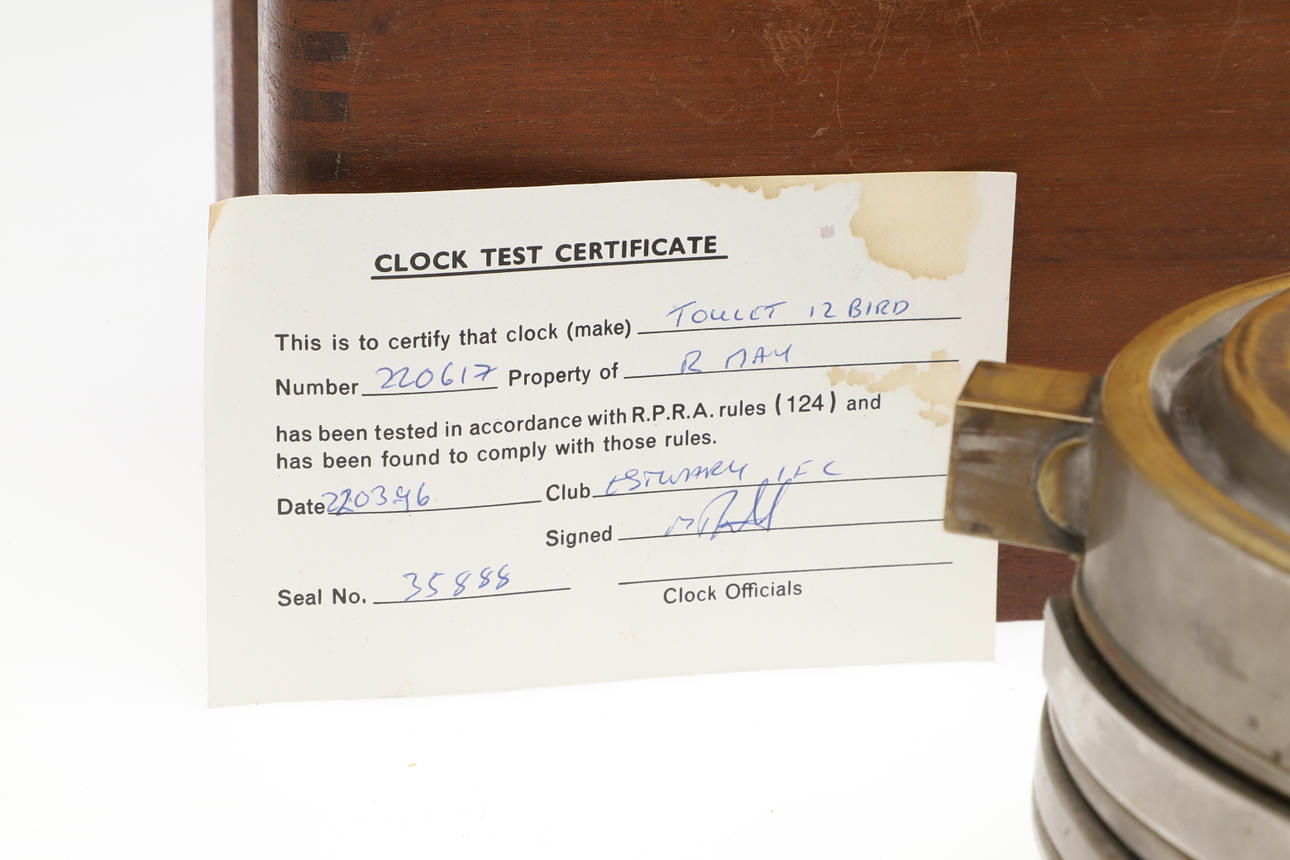 CLOCK TEST CERTIFICATE
This is to certify that clock (make) TOULET 12 BIRD
Number 220617 Property of R MAY
has been tested in accordance with R.P.R.A. rules (124) and
has been found to comply with those rules.
Date 220396 Club ESTUARY
Signed
Seal No. 35888
Clock Officials